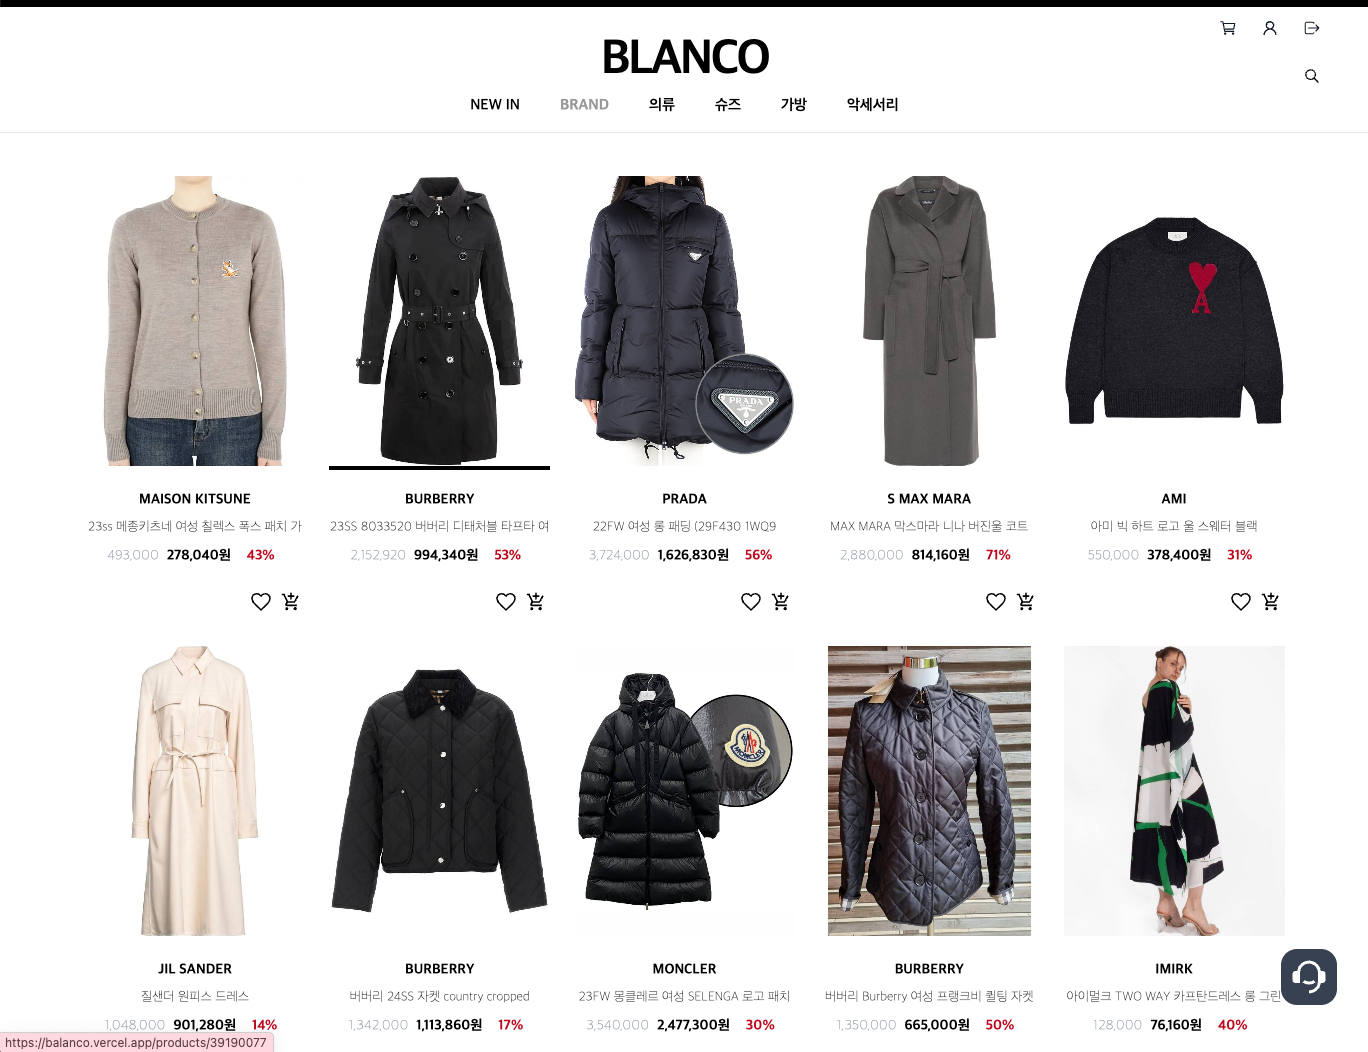 BLANCO
NEW IN BRAND 의류 슈즈 가방 악세서리
PRADA
A
MONCLER
MAISON KITSUNE
23ss 메종키츠네 여성 칠렉스 폭스 패치 가
493,000 278,040원 43%
BURBERRY
23SS 8033520 버버리 디태처블 타프타 여
2,152,920 994,340원 53%
PRADA
22FW 여성 롱 패딩 (29F430 1WQ9
3,724,000 1,626,830원 56%
S MAX MARA
MAX MARA 막스마라 니나 버진울 코트
2,880,000 814,160원 71%
AMI
아미 빅 하트 로고 울 스웨터 블랙
550,000 378,400원 31%
JIL SANDER
질샌더 원피스 드레스
1,048,000 901,280원 14%
BURBERRY
버버리 24SS 자켓 country cropped
1,342,000 1,113,860원 17%
MONCLER
23FW 몽클레르 여성 SELENGA 로고 패치
3,540,000 2,477,300원 30%
BURBERRY
버버리 Burberry 여성 프랭크비 퀼팅 자켓
1,350,000 665,000원 50%
IMIRK
아이멀크 TWO WAY 카프탄드레스 롱 그린
128,000 76,160원 40%
https://balanco.vercel.app/products/39190077